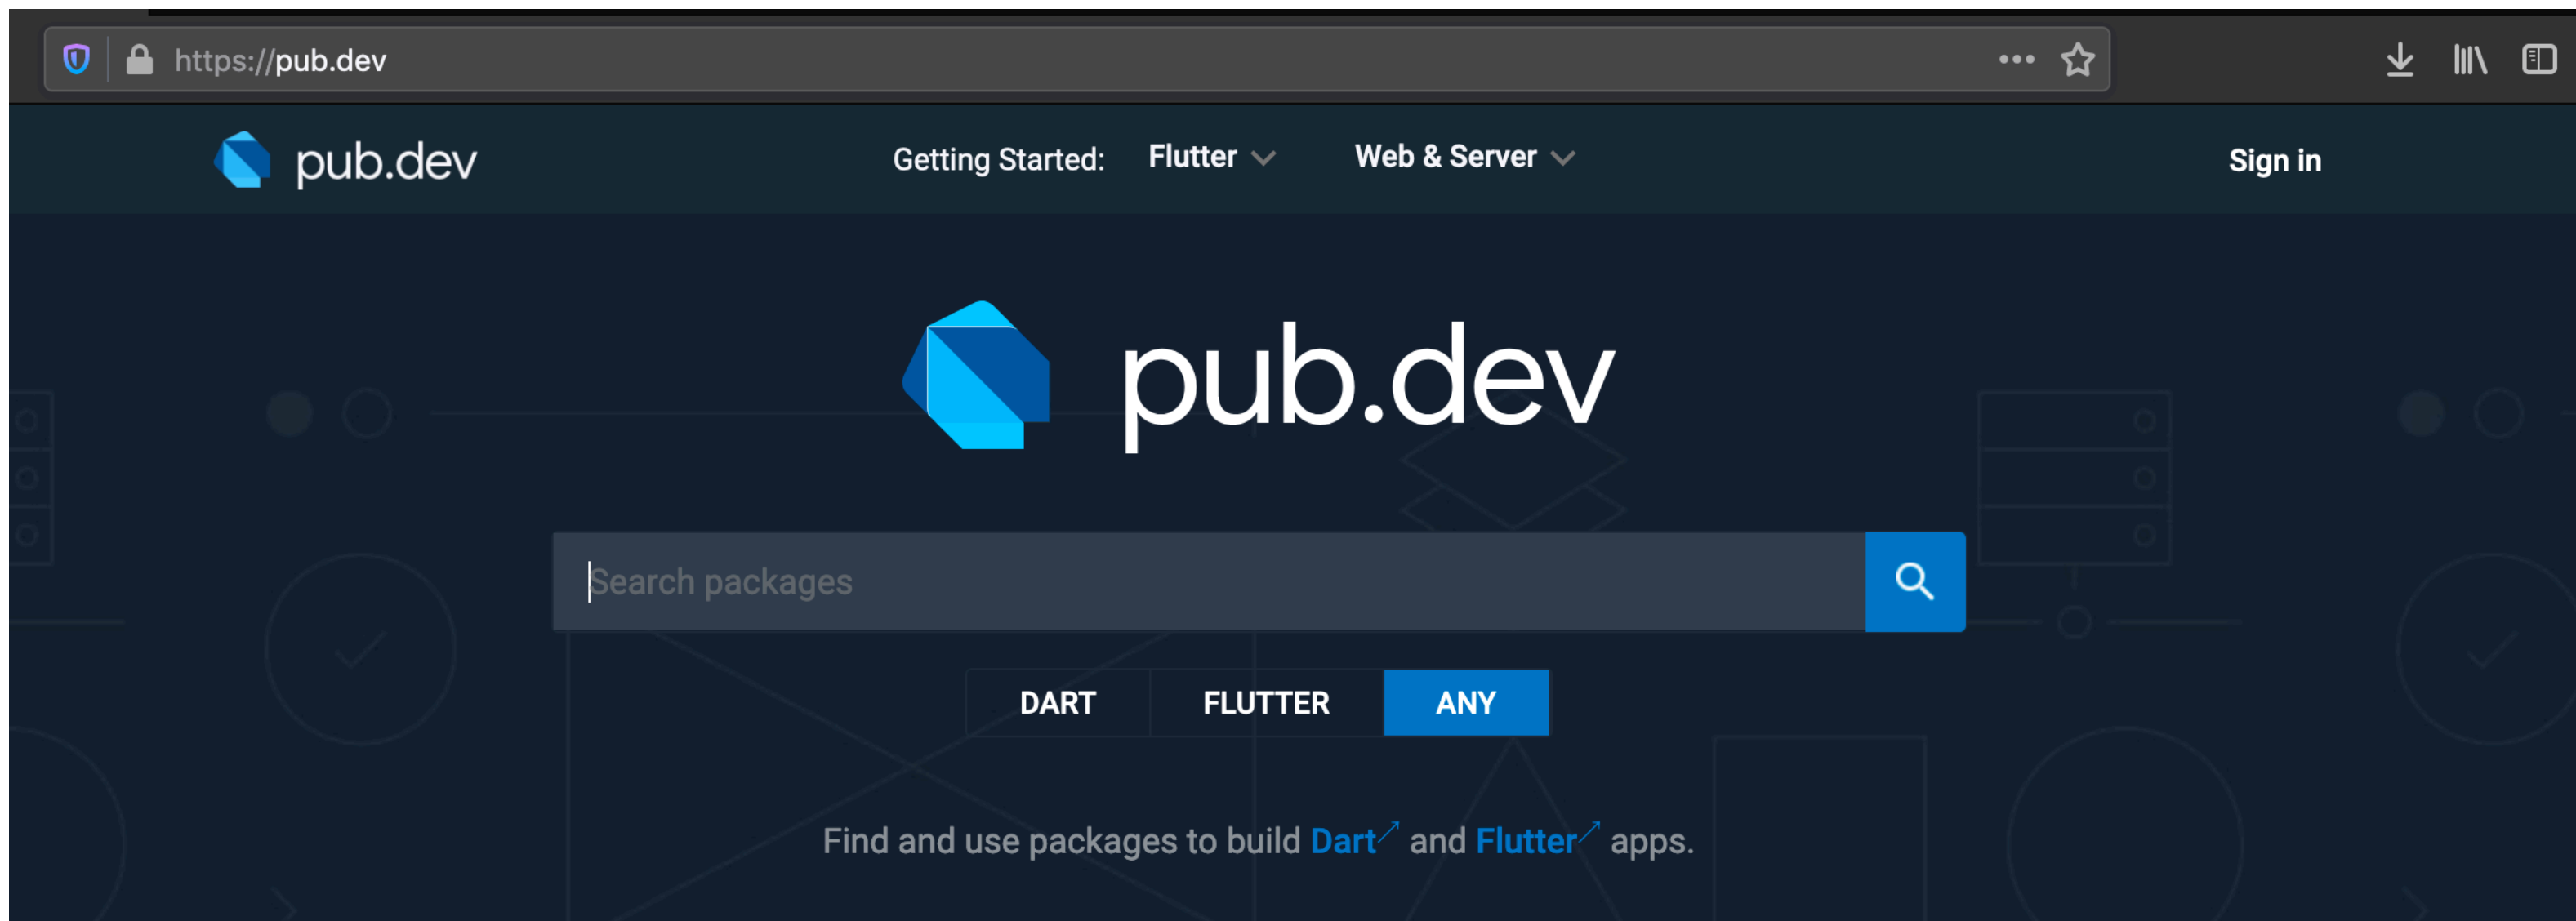 https://pub.dev
pub.dev
Getting Started: Flutter Web & Server
Sign in
pub.dev
Search packages
DART FLUTTER ANY
Find and use packages to build Dart↗ and Flutter↗ apps.